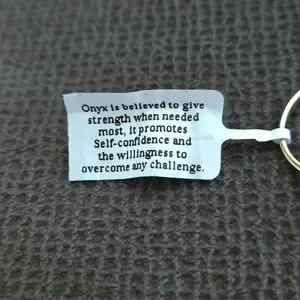 Onyx is believed to give
strength when needed
most, it promotes
Self-confidence and
the willingness to
overcome any challenge.